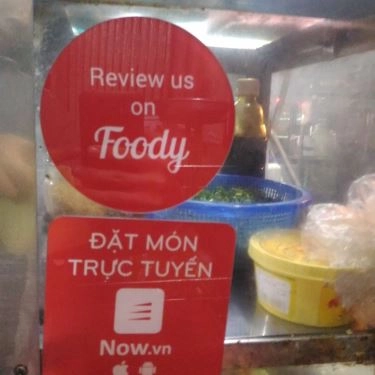 Review us
on
Foody
ĐẶT MÓN
TRỰC TUYẾN
Now.vn